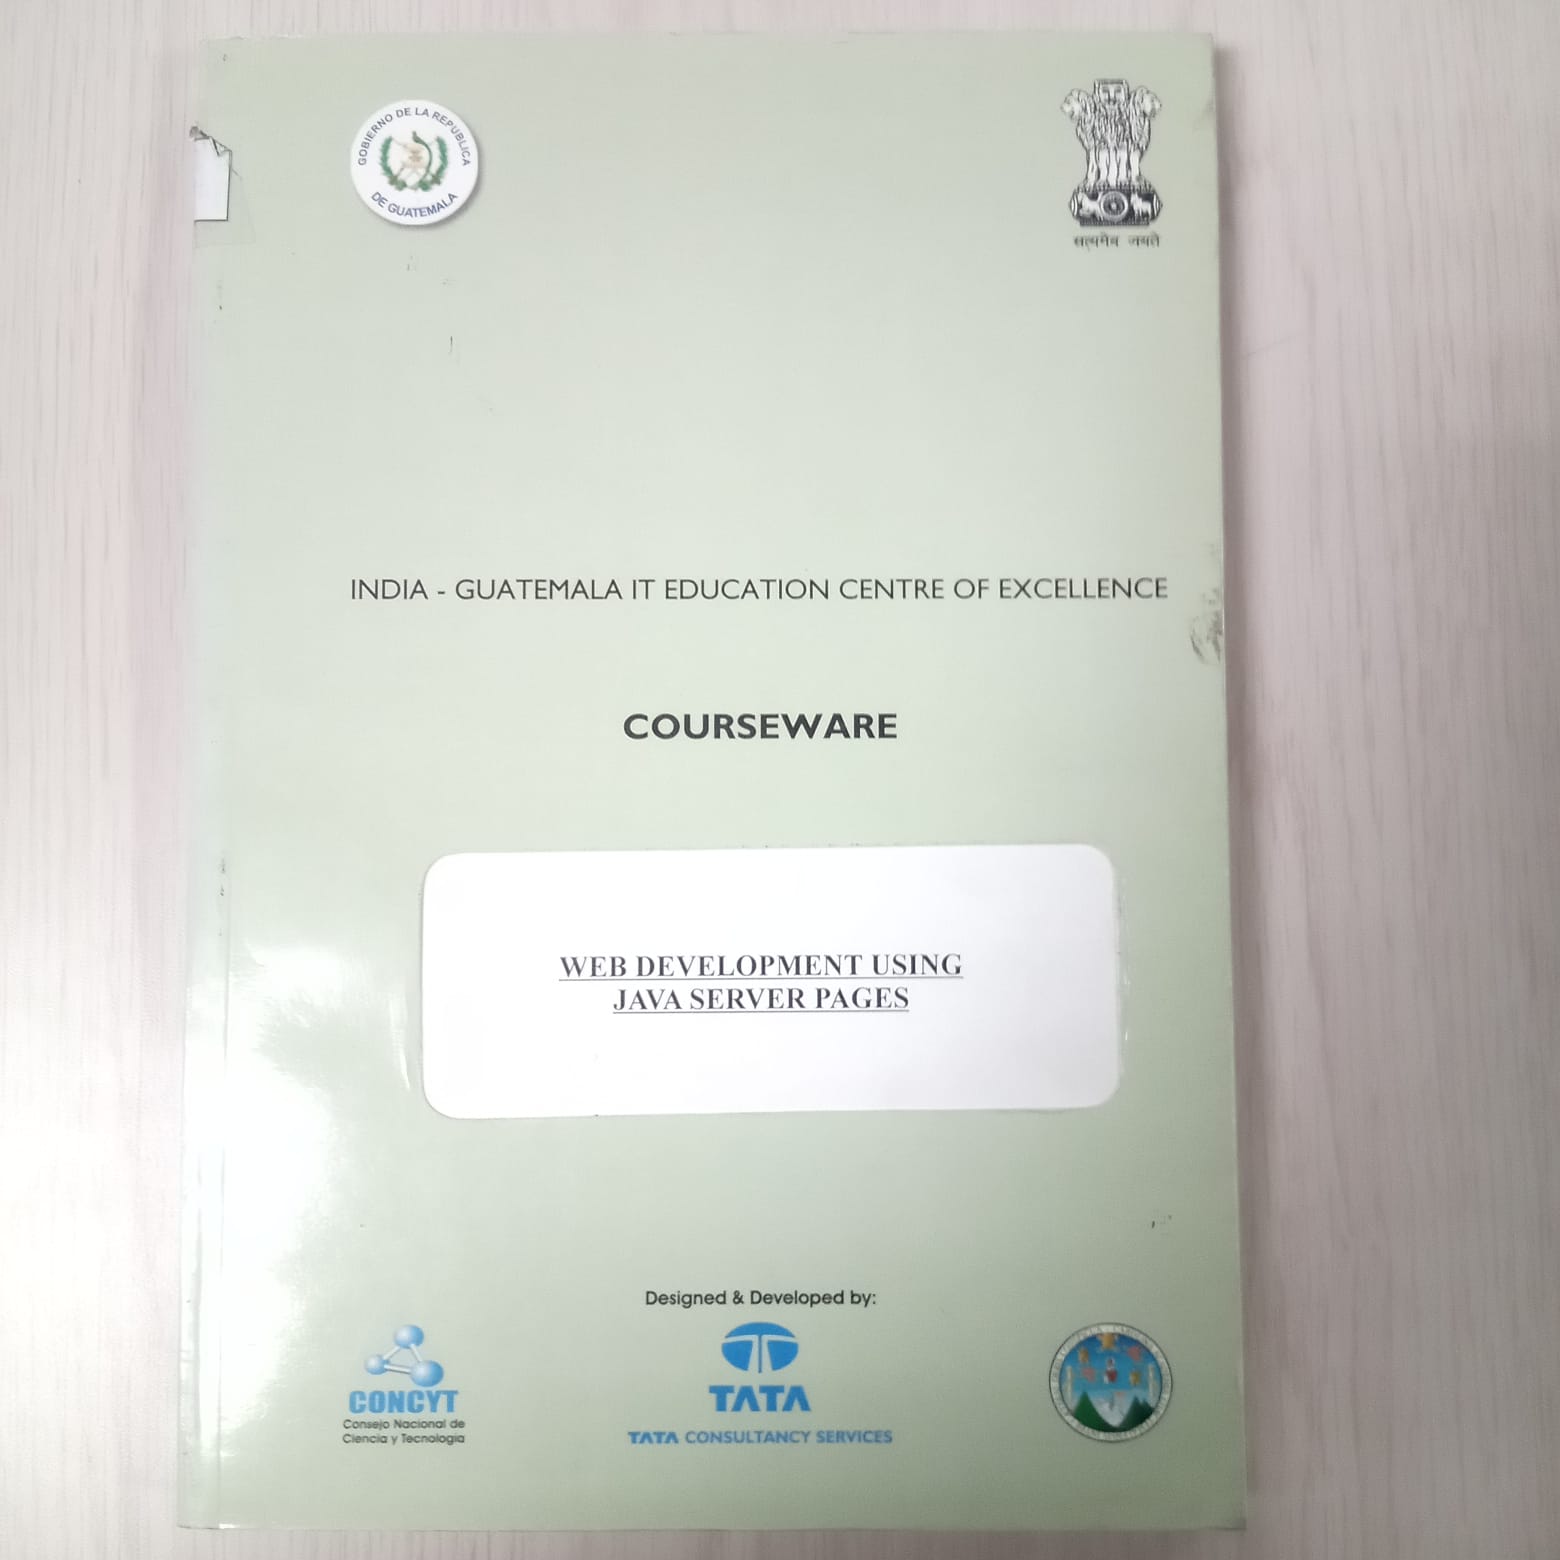 GOBIERNO DE LA REPUBLICA
DE GUATEMALA
सत्यमेव जयते
INDIA - GUATEMALA IT EDUCATION CENTRE OF EXCELLENCE
COURSEWARE
WEB DEVELOPMENT USING
JAVA SERVER PAGES
Designed & Developed by:
CONCYT
Consejo Nacional de
Ciencia y Tecnología
TATA
TATA CONSULTANCY SERVICES